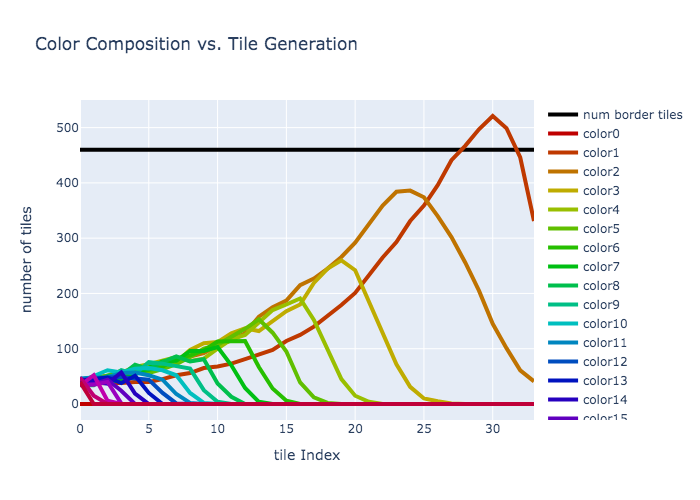 Color Composition vs. Tile Generation
num border tiles
color0
color1
color2
color3
color4
color5
color6
color7
color8
color9
color10
color11
color12
color13
color14
color15
500
400
300
200
100
0
number of tiles
0 5 10 15 20 25 30
tile Index